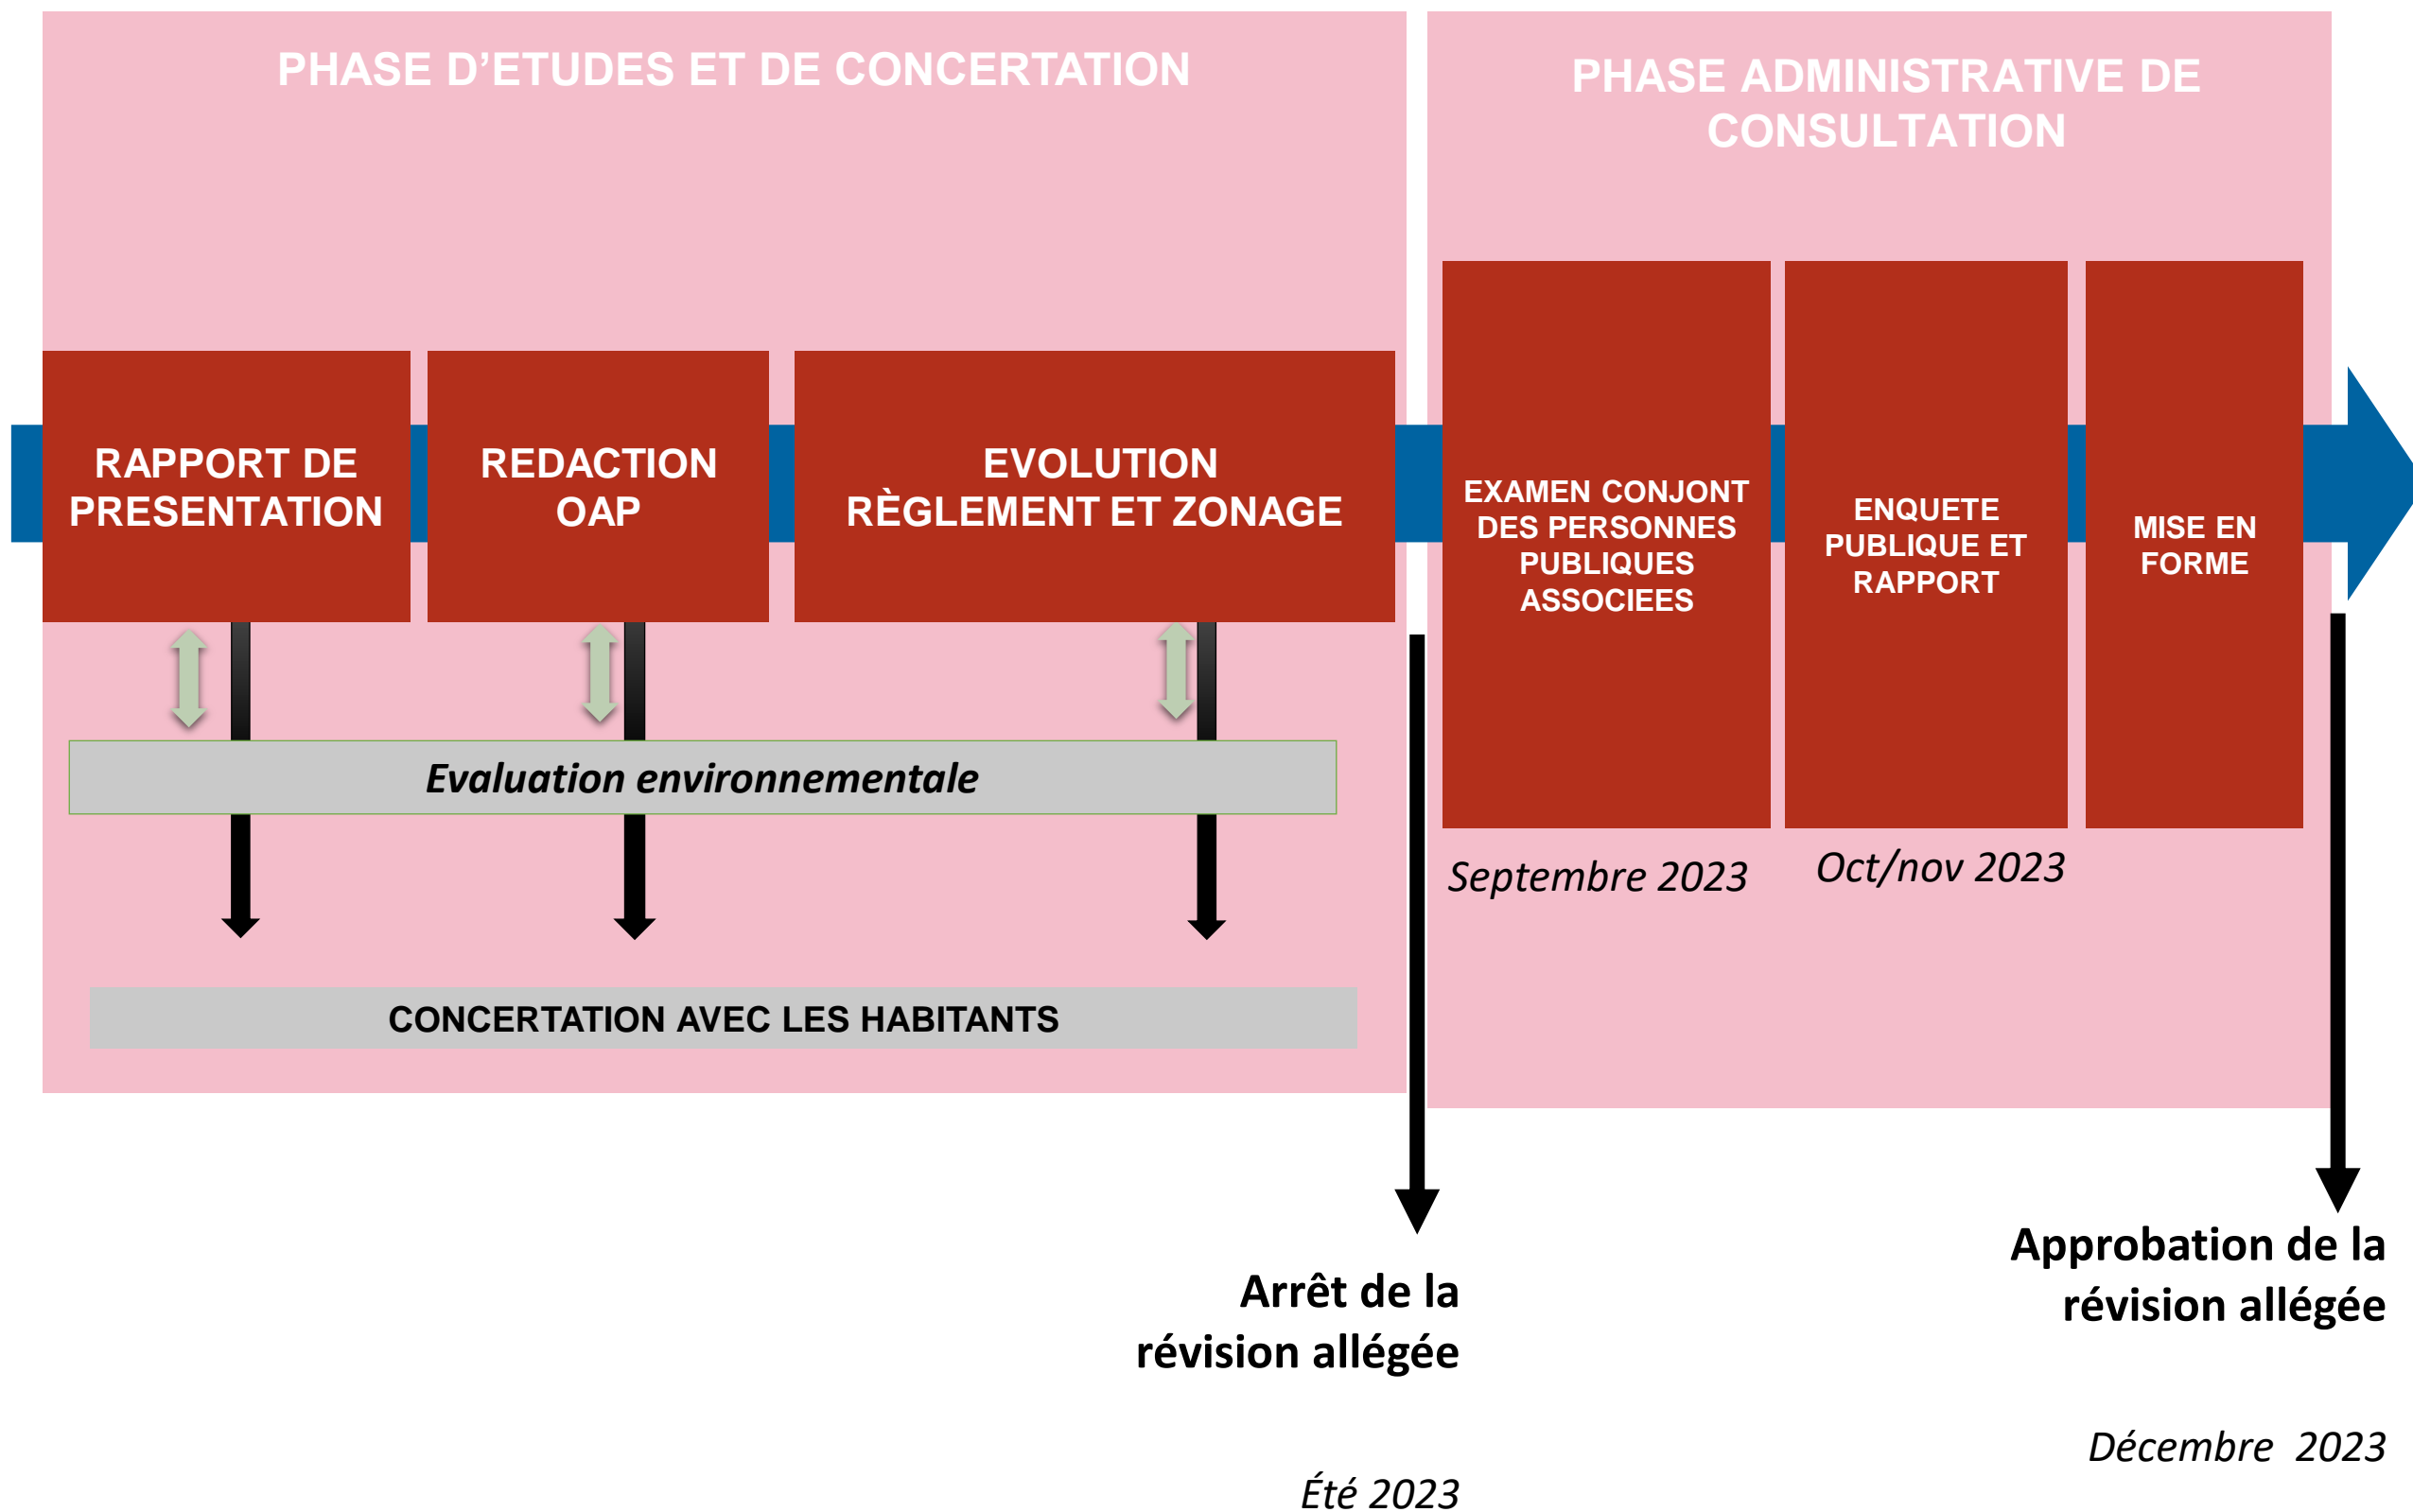 PHASE D’ETUDES ET DE CONCERTATION
RAPPORT DE
PRESENTATION
REDACTION
OAP
EVOLUTION
RÈGLEMENT ET ZONAGE
Evaluation environnementale
CONCERTATION AVEC LES HABITANTS
PHASE ADMINISTRATIVE DE
CONSULTATION
EXAMEN CONJONT
DES PERSONNES
PUBLIQUES
ASSOCIEES
ENQUETE
PUBLIQUE ET
RAPPORT
MISE EN
FORME
Septembre 2023
Oct/nov 2023
Arrêt de la
révision allégée
Été 2023
Approbation de la
révision allégée
Décembre 2023